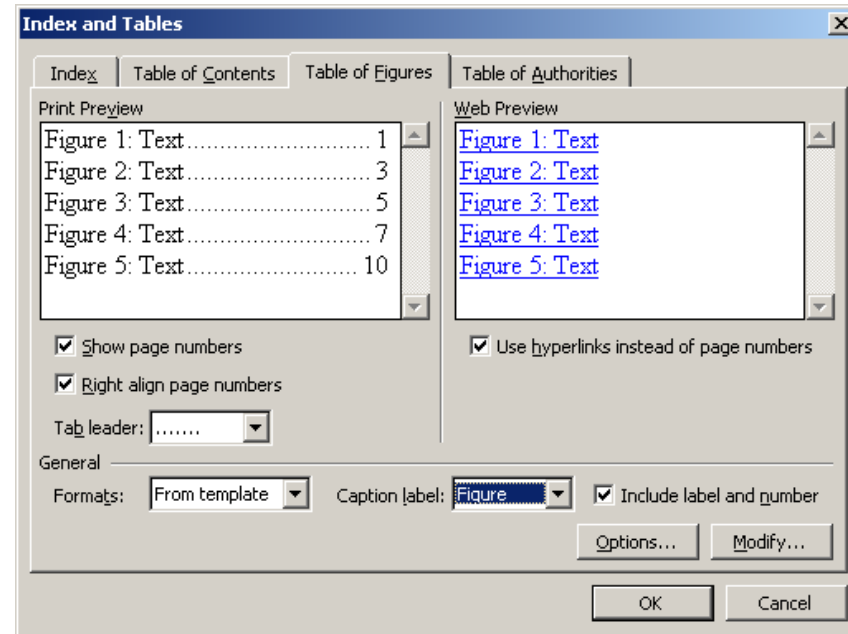 Index and Tables
Index Table of Contents Table of Figures Table of Authorities
Print Preview
Figure 1: Text........................... 1
Figure 2: Text........................... 3
Figure 3: Text........................... 5
Figure 4: Text........................... 7
Figure 5: Text......................... 10
Show page numbers
Right align page numbers
Tab leader: .......
Web Preview
Figure 1: Text
Figure 2: Text
Figure 3: Text
Figure 4: Text
Figure 5: Text
Use hyperlinks instead of page numbers
General
Formats: From template Caption label: Figure Include label and number
Options... Modify...
OK Cancel